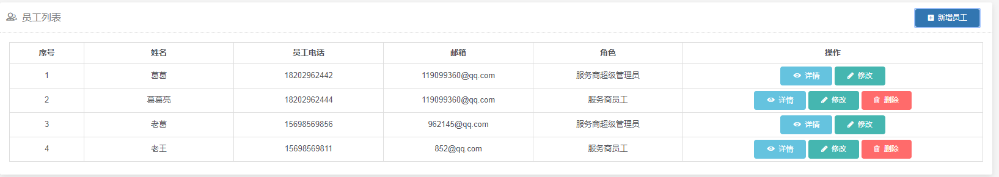 员工列表
新增员工
序号 姓名 员工电话 邮箱 角色 操作
1 葛葛 18202962442 119099360@qq.com 服务商超级管理员 详情 修改
2 葛葛亮 18202962444 119099360@qq.com 服务商员工 详情 修改 删除
3 老葛 15698569856 962145@qq.com 服务商超级管理员 详情 修改
4 老王 15698569811 852@qq.com 服务商员工 详情 修改 删除